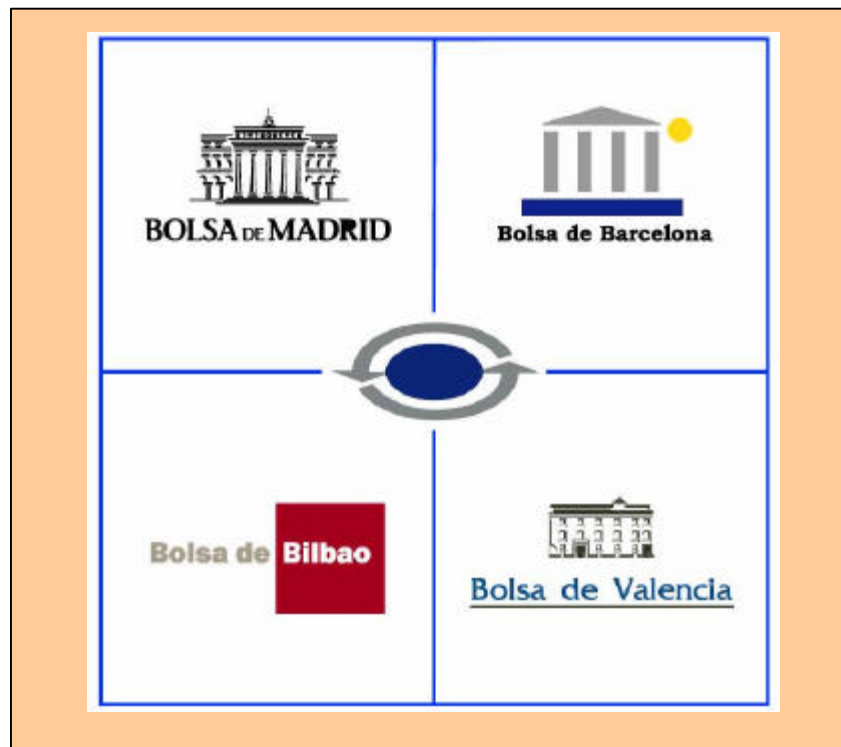 BOLSA DE MADRID
Bolsa de Barcelona
Bolsa de Bilbao
Bolsa de Valencia